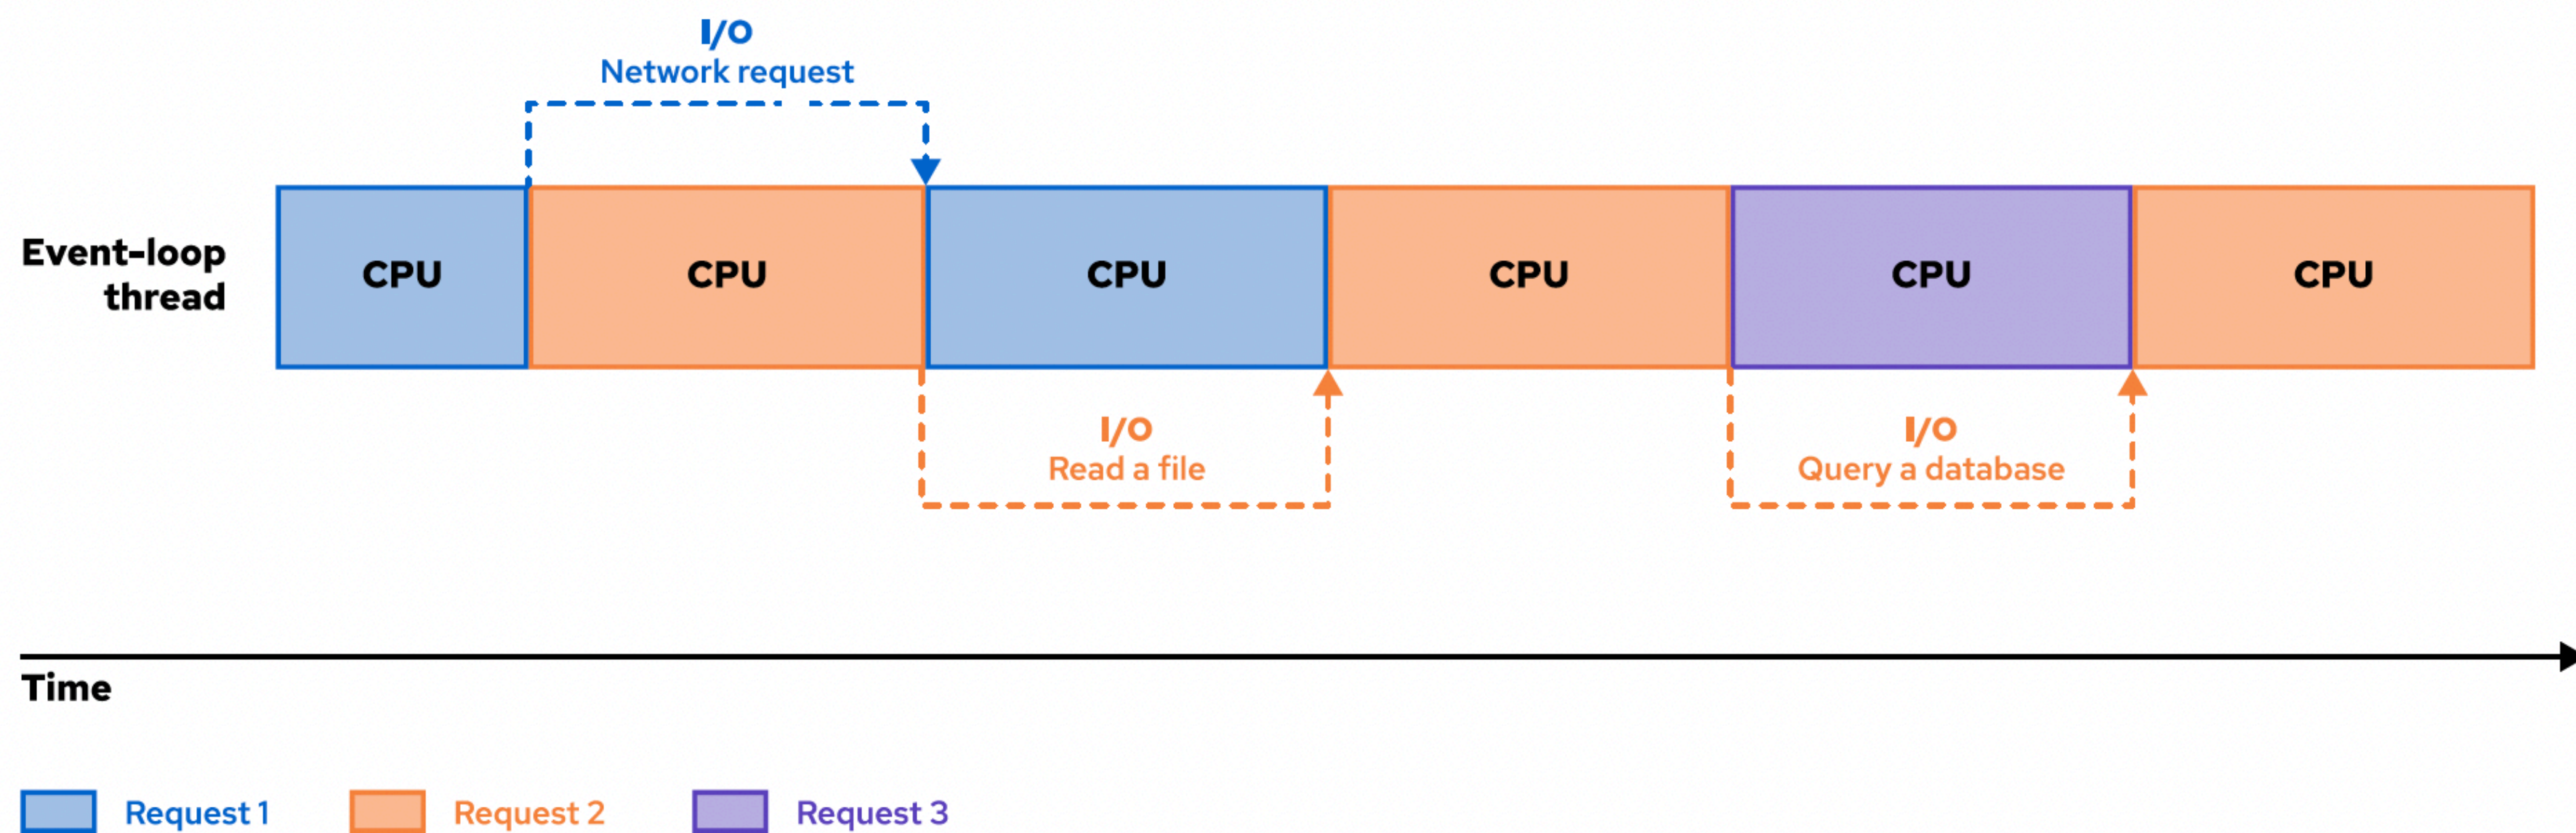 I/O
Network request
Event-loop
thread
CPU
CPU
CPU
CPU
CPU
CPU
I/O
Read a file
I/O
Query a database
Time
Request 1
Request 2
Request 3